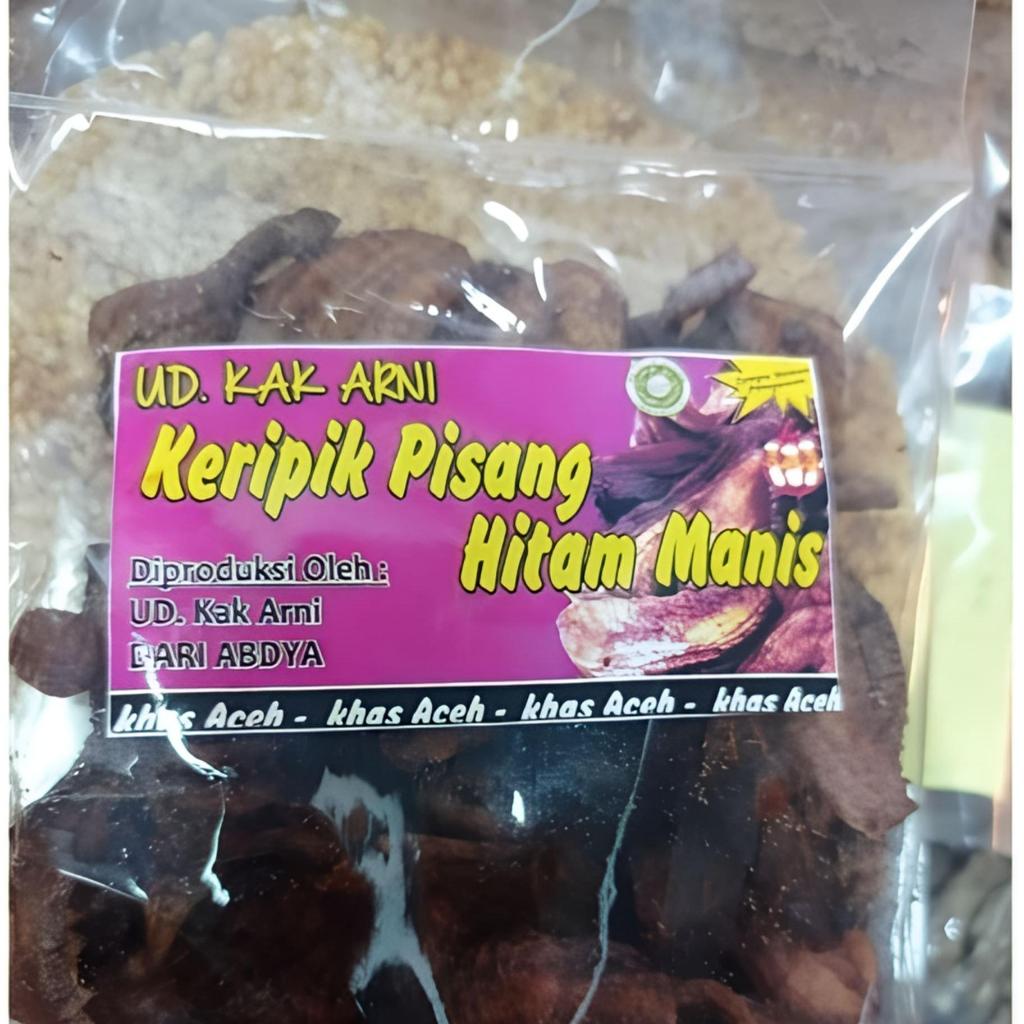 UD. KAK ARNI
Keripik Pisang
Hitam Manis
Diproduksi Oleh :
UD. Kak Arni
DARI ABDYA
khas Aceh - khas Aceh - khas Aceh - khas Aceh